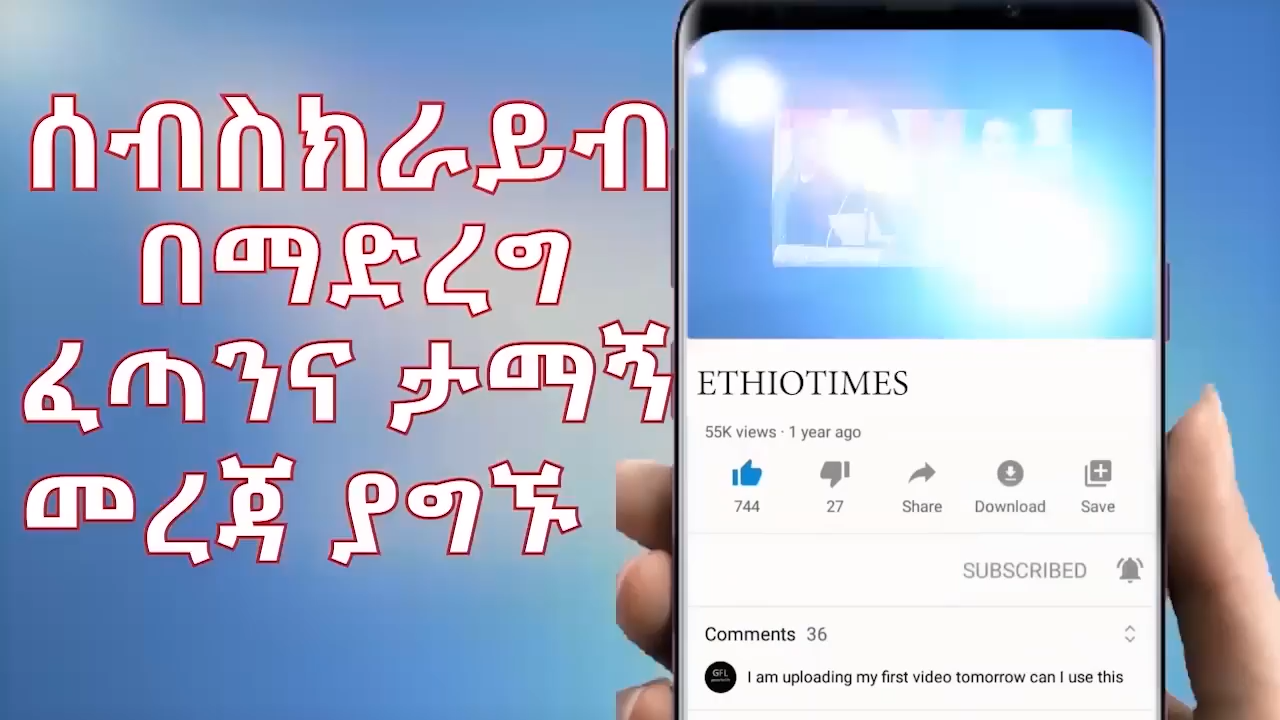 ሰብስክራይብ
በማድረግ
ፈጣንና ታማኝ
መረጃ ያግኙ
ETHIOTIMES
55K views · 1 year ago
744 27 Share Download Save
SUBSCRIBED
Comments 36
GFL
I am uploading my first video tomorrow can I use this